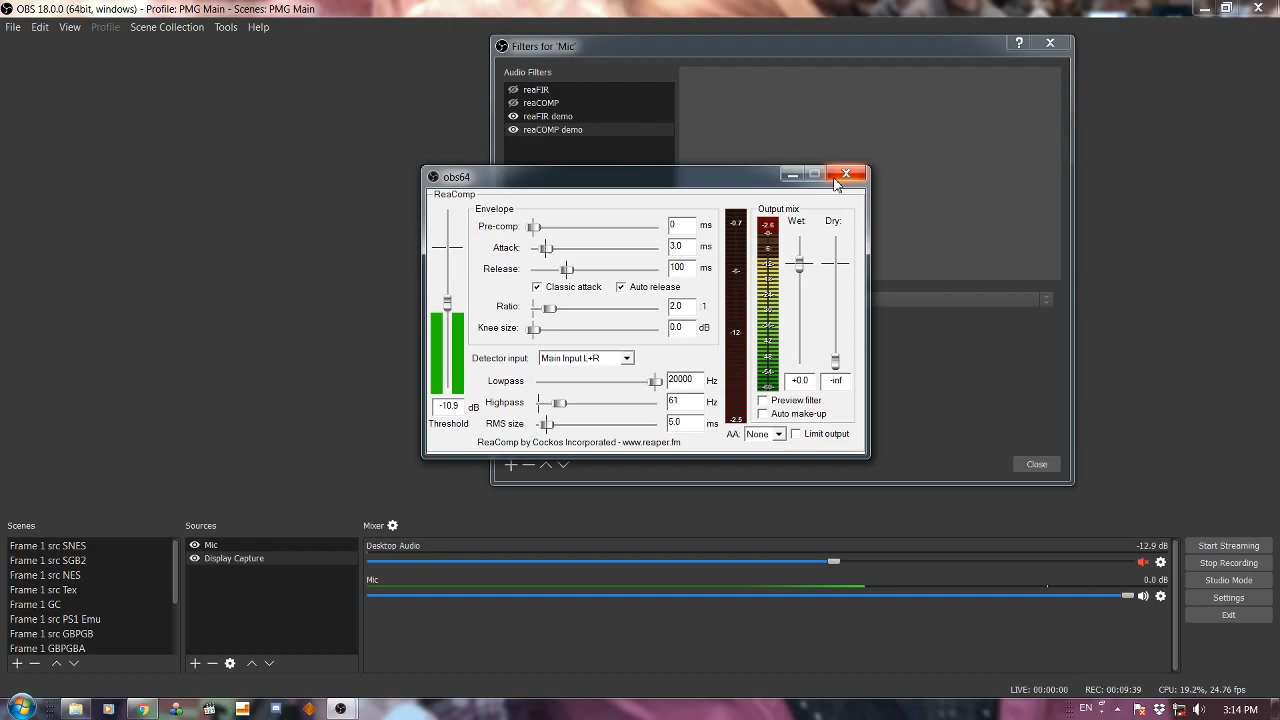 OBS 18.0.0 (64bit, windows) - Profile: PMG Main - Scenes: PMG Main
File Edit View Profile Scene Collection Tools Help
Filters for 'Mic'
?
Audio Filters
reaFIR
reaCOMP
reaFIR demo
reaCOMP demo
obs64
ReaComp
Envelope
Pre-comp: 0 ms
Attack: 3.0 ms
Release: 100 ms
Classic attack Auto release
Ratio: 2.0 :1
Knee size: 0.0 dB
Detector input: Main Input L+R
Lowpass 20000 Hz
Highpass 61 Hz
RMS size 5.0 ms
-10.9 dB
Threshold
ReaComp by Cockos Incorporated - www.reaper.fm
-0.7
-6-
-12-
-2.5
Output mix
-2.6
Wet: Dry:
+0.0 -inf
Preview filter
Auto make-up
AA: None Limit output
Close
Scenes
Frame 1 src SNES
Frame 1 src SGB2
Frame 1 src NES
Frame 1 src Tex
Frame 1 GC
Frame 1 src PS1 Emu
Frame 1 src GBPGB
Frame 1 src GBPGBA
Sources
Mic
Display Capture
Mixer
Desktop Audio -12.9 dB
Mic 0.0 dB
Start Streaming
Stop Recording
Studio Mode
Settings
Exit
LIVE: 00:00:00 REC: 00:09:39 CPU: 19.2%, 24.76 fps
EN 3:14 PM